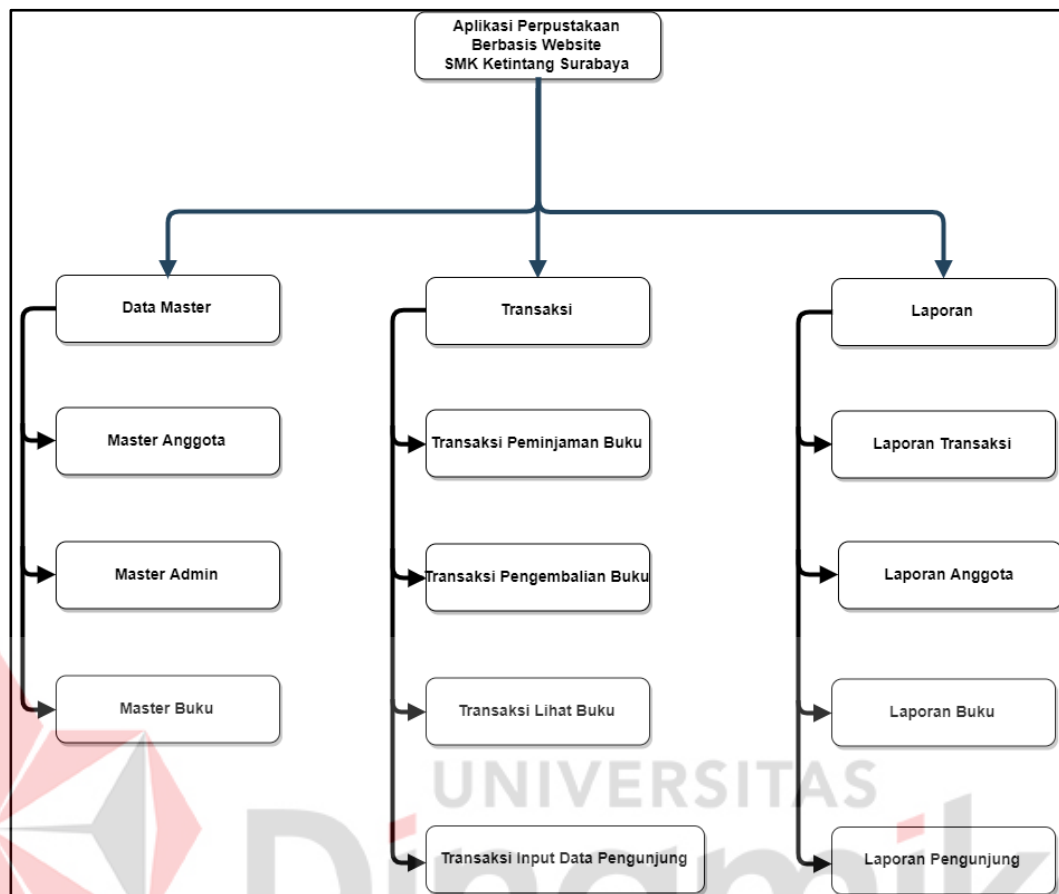 Aplikasi Perpustakaan
Berbasis Website
SMK Ketintang Surabaya
Data Master
Transaksi
Laporan
Master Anggota
Transaksi Peminjaman Buku
Laporan Transaksi
Master Admin
Transaksi Pengembalian Buku
Laporan Anggota
Master Buku
Transaksi Lihat Buku
Laporan Buku
UNIVERSITAS
Dinamik
Transaksi Input Data Pengunjung
Laporan Pengunjung